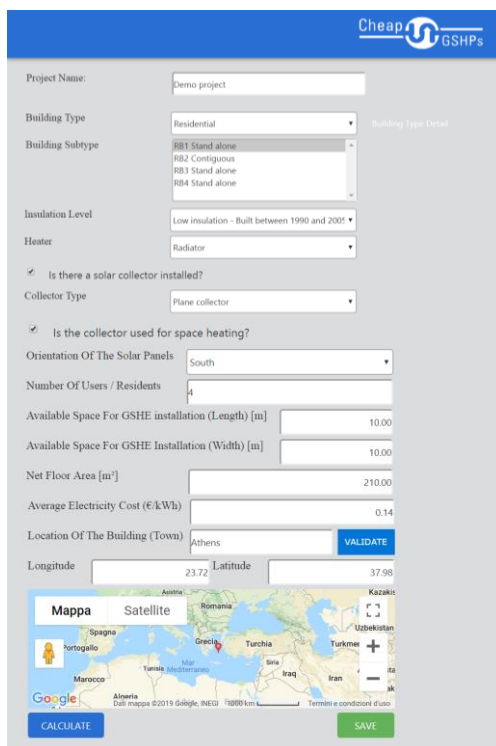 Cheap
GSHPs
Project Name:
Demo project
Building Type
Residential
Building Type Detail
Building Subtype
RB1 Stand alone
RB2 Contiguous
RB3 Stand alone
RB4 Stand alone
Insulation Level
Low insulation - Built between 1990 and 2005
Heater
Radiator
Is there a solar collector installed?
Collector Type
Plane collector
Is the collector used for space heating?
Orientation Of The Solar Panels
South
Number Of Users / Residents
4
Available Space For GSHE installation (Length) [m]
10.00
Available Space For GSHE Installation (Width) [m]
10.00
Net Floor Area [m²]
210.00
Average Electricity Cost (€/kWh)
0.14
Location Of The Building (Town)
Athens
VALIDATE
Longitude
23.72
Latitude
37.98
Mappa
Satellite
Austria
Romania
Kazakis
Uzbekistan
Spagna
Portogallo
Grecia
Turchia
Turkmer
Mar
Mediterraneo
Tunisia
Siria
Iraq
Iran
Marocco
Algeria
Google
Dati mappa ©2019 Google, INEGI
1000 km
Termini e condizioni d'uso
CALCULATE
SAVE